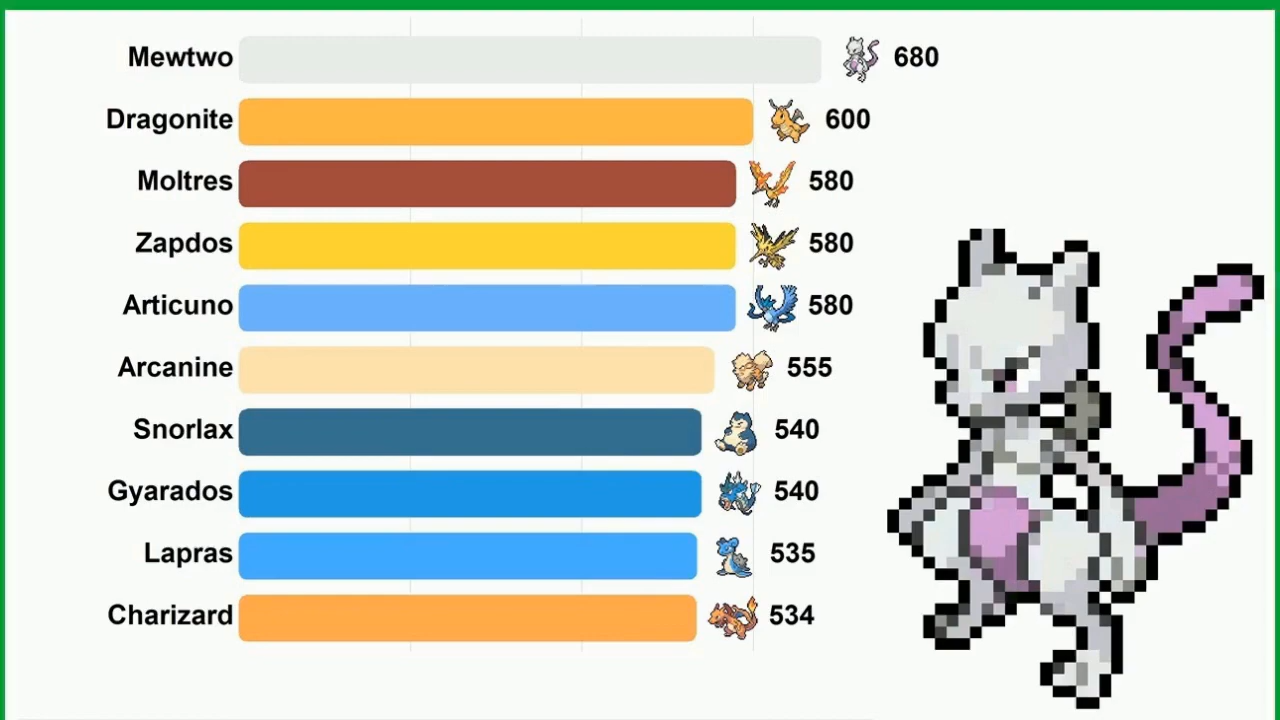 Mewtwo 680
Dragonite 600
Moltres 580
Zapdos 580
Articuno 580
Arcanine 555
Snorlax 540
Gyarados 540
Lapras 535
Charizard 534